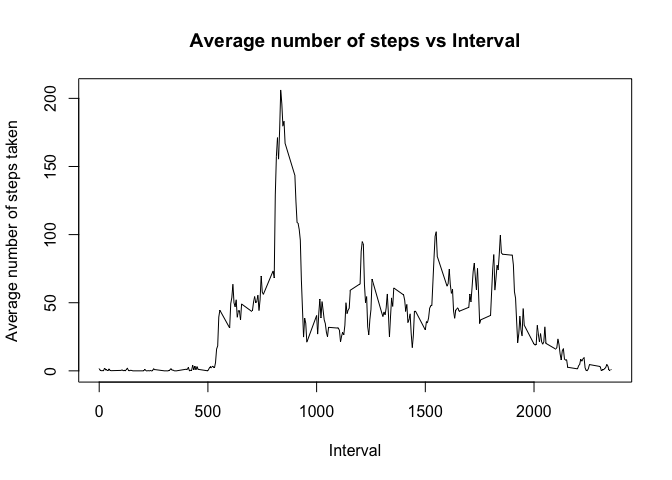 Average number of steps vs Interval
Average number of steps taken
200
150
100
50
0
0 500 1000 1500 2000
Interval